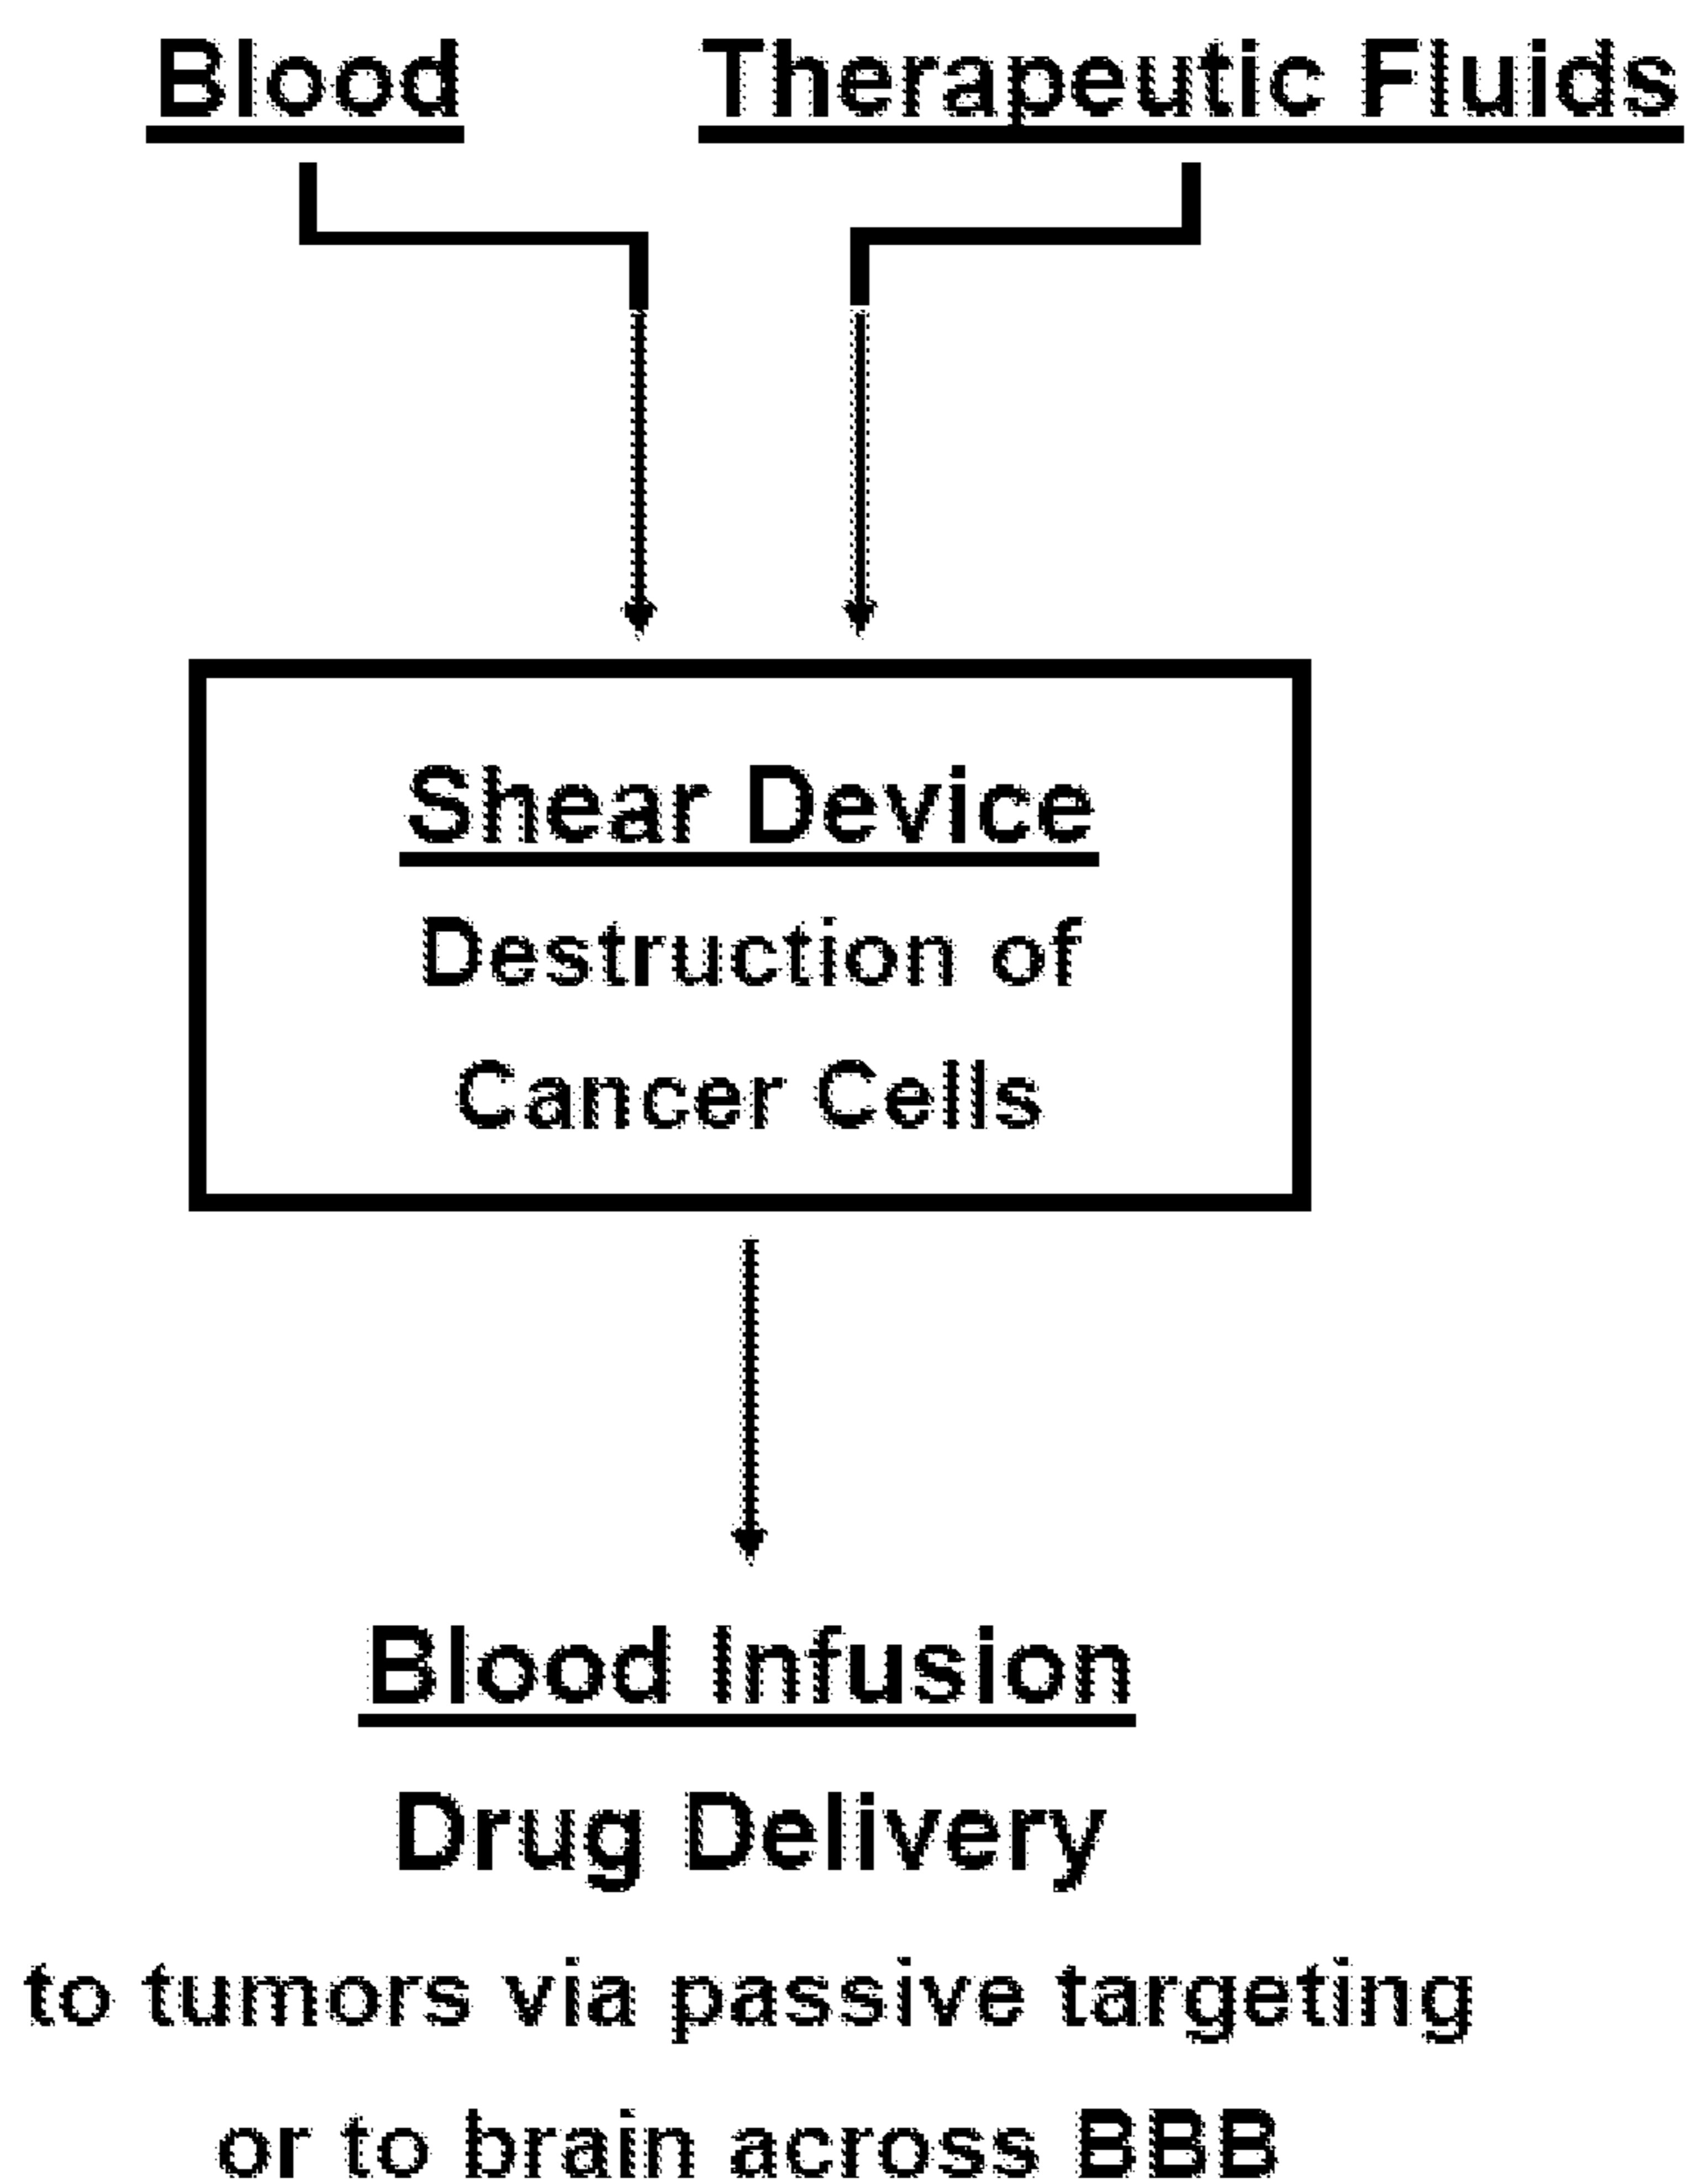 Blood
Therapeutic Fluids
Shear Device
Destruction of
Cancer Cells
Blood Infusion
Drug Delivery
to tumors via passive targeting
or to brain across BBB